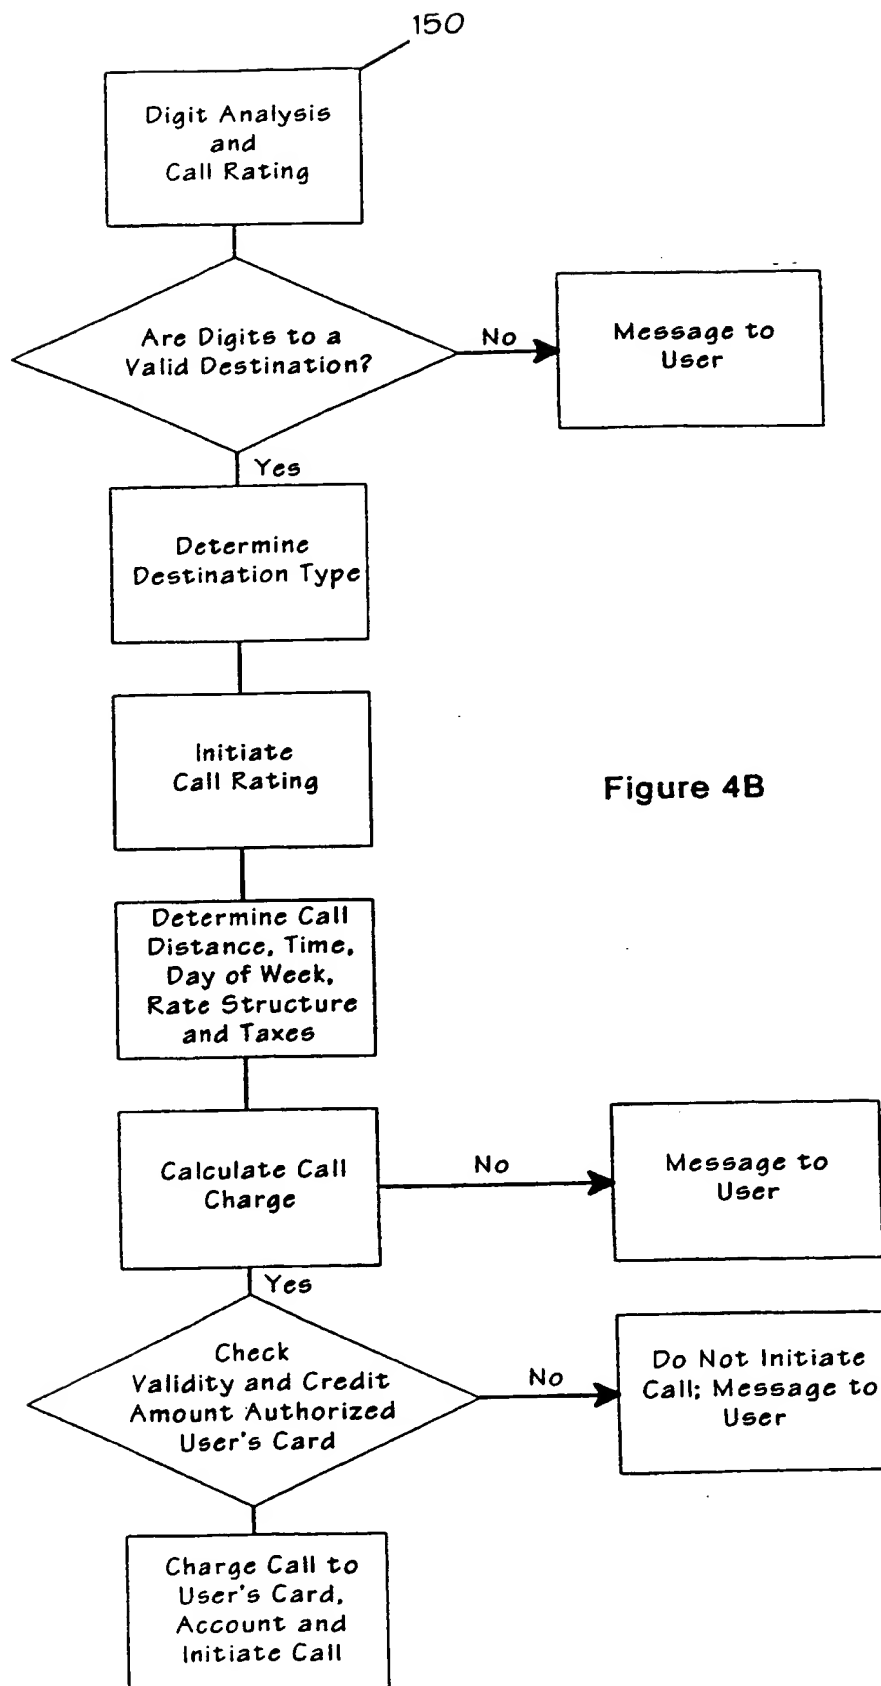 150
Digit Analysis
and
Call Rating
Are Digits to a
Valid Destination?
No
Message to
User
Yes
Determine
Destination Type
Initiate
Call Rating
Figure 4B
Determine Call
Distance, Time,
Day of Week,
Rate Structure
and Taxes
Calculate Call
Charge
No
Message to
User
Yes
Check
Validity and Credit
Amount Authorized
User's Card
No
Do Not Initiate
Call; Message to
User
Charge Call to
User's Card,
Account and
Initiate Call